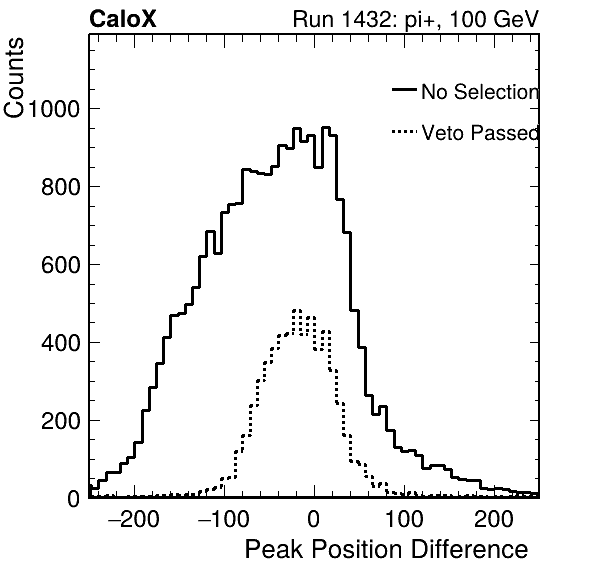 CaloX Run 1432: pi+, 100 GeV
Counts
No Selection
Veto Passed
1000
800
600
400
200
0
−200 −100 0 100 200
Peak Position Difference